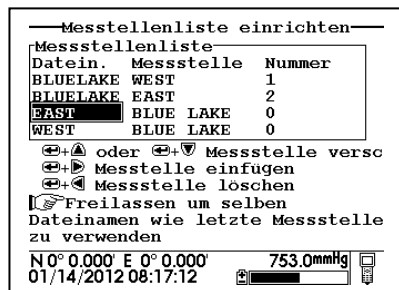 Messtellenliste einrichten
Messstellenliste
Datein. Messstelle Nummer
BLUELAKE WEST 1
BLUELAKE EAST 2
EAST BLUE LAKE 0
WEST BLUE LAKE 0
+ oder + Messstelle versc
+ Messtelle einfügen
+ Messstelle löschen
Freilassen um selben
Dateinamen wie letzte Messstelle
zu verwenden
N 0° 0.000' E 0° 0.000' 753.0mmHg
01/14/2012 08:17:12